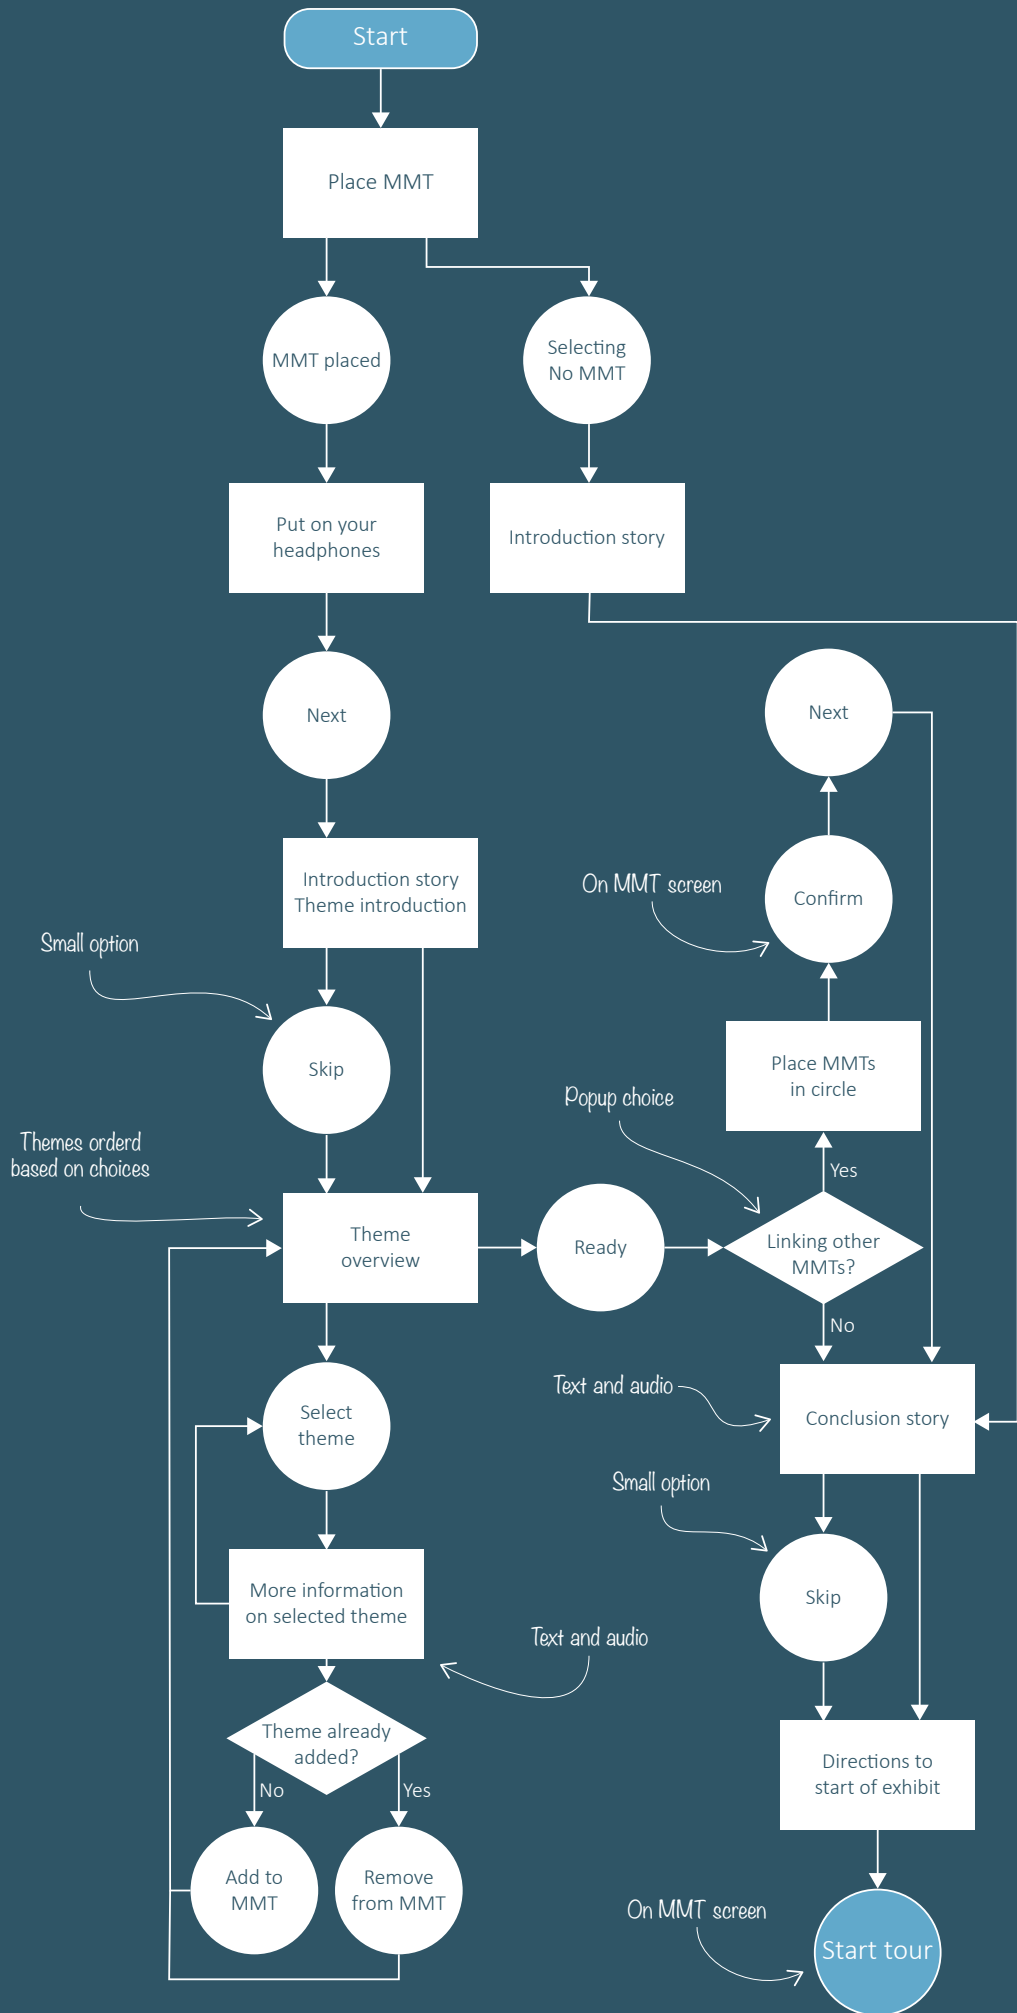 Start
Place MMT
MMT placed
Selecting
No MMT
Put on your
headphones
Introduction story
Next
Next
Introduction story
Theme introduction
On MMT screen
Confirm
Small option
Skip
Place MMTs
in circle
Popup choice
Themes orderd
based on choices
Yes
Theme
overview
Ready
Linking other
MMTs?
No
Select
theme
Text and audio
Conclusion story
Small option
Skip
More information
on selected theme
Text and audio
Theme already
added?
No
Yes
Directions to
start of exhibit
Add to
MMT
Remove
from MMT
On MMT screen
Start tour